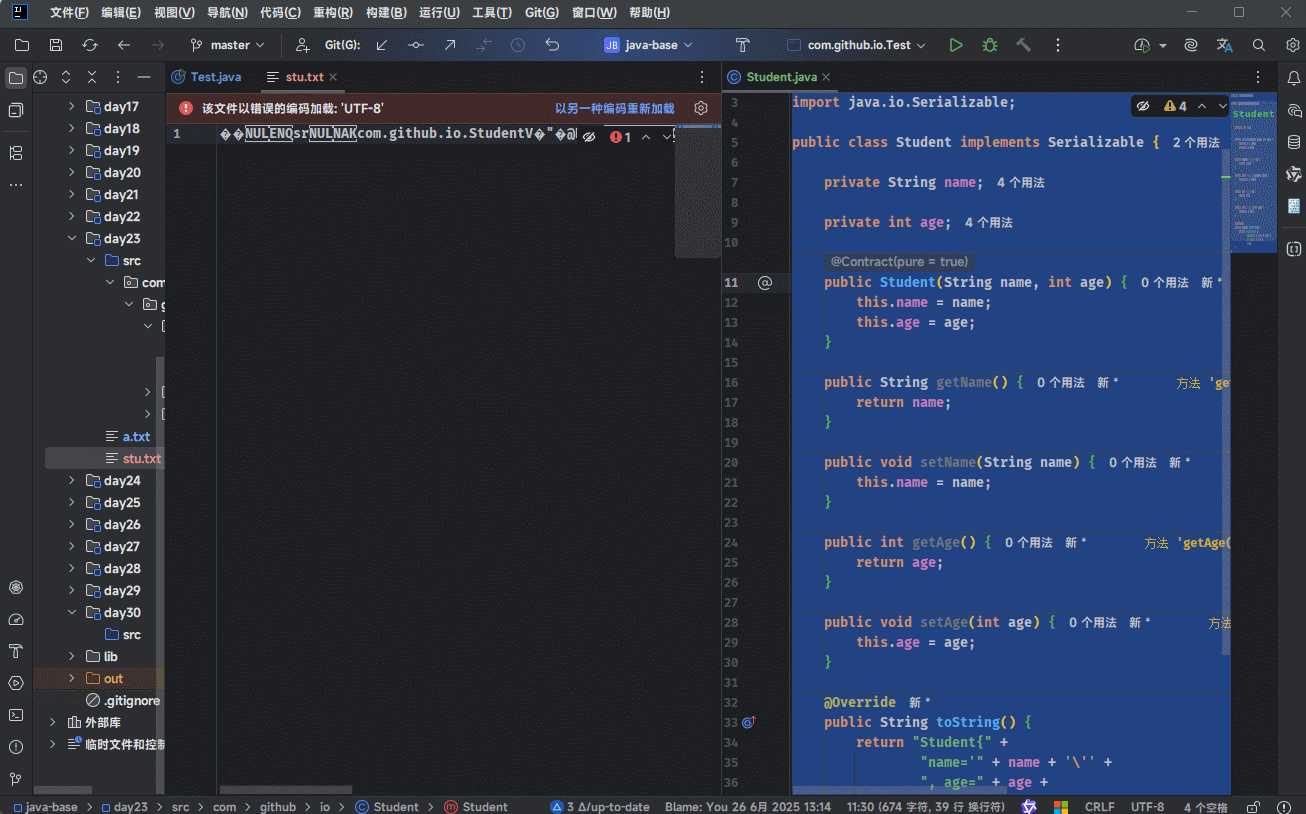 文件(F) 编辑(E) 视图(V) 导航(N) 代码(C) 重构(R) 构建(B) 运行(U) 工具(T) Git(G) 窗口(W) 帮助(H)
master Git(G): JB java-base com.github.io.Test
Test.java stu.txt Student.java
day17
day18
day19
day20
day21
day22
day23
src
com
a.txt
stu.txt
day24
day25
day26
day27
day28
day29
day30
src
lib
out
.gitignore
外部库
临时文件和控制
该文件以错误的编码加载: 'UTF-8' 以另一种编码重新加载
1 ��NULENQsrNULNAKcom.github.io.StudentV�"�@ 1
4
3 import java.io.Serializable;
4
5 public class Student implements Serializable { 2 个用法
6
7 private String name; 4 个用法
8
9 private int age; 4 个用法
10
@Contract(pure = true)
11 public Student(String name, int age) { 0 个用法 新 *
12 this.name = name;
13 this.age = age;
14 }
15
16 public String getName() { 0 个用法 新 * 方法 'ge
17 return name;
18 }
19
20 public void setName(String name) { 0 个用法 新 *
21 this.name = name;
22 }
23
24 public int getAge() { 0 个用法 新 * 方法 'getAge(
25 return age;
26 }
27
28 public void setAge(int age) { 0 个用法 新 * 方法
29 this.age = age;
30 }
31
32 @Override 新 *
33 public String toString() {
34 return "Student{" +
35 "name='" + name + '\'' +
36 ", age=" + age +
Student
java-base > day23 > src > com > github > io > Student > Student 3 Δ/up-to-date Blame: You 26 6月 2025 13:14 11:30 (674 字符, 39 行 换行符) CRLF UTF-8 4 个空格